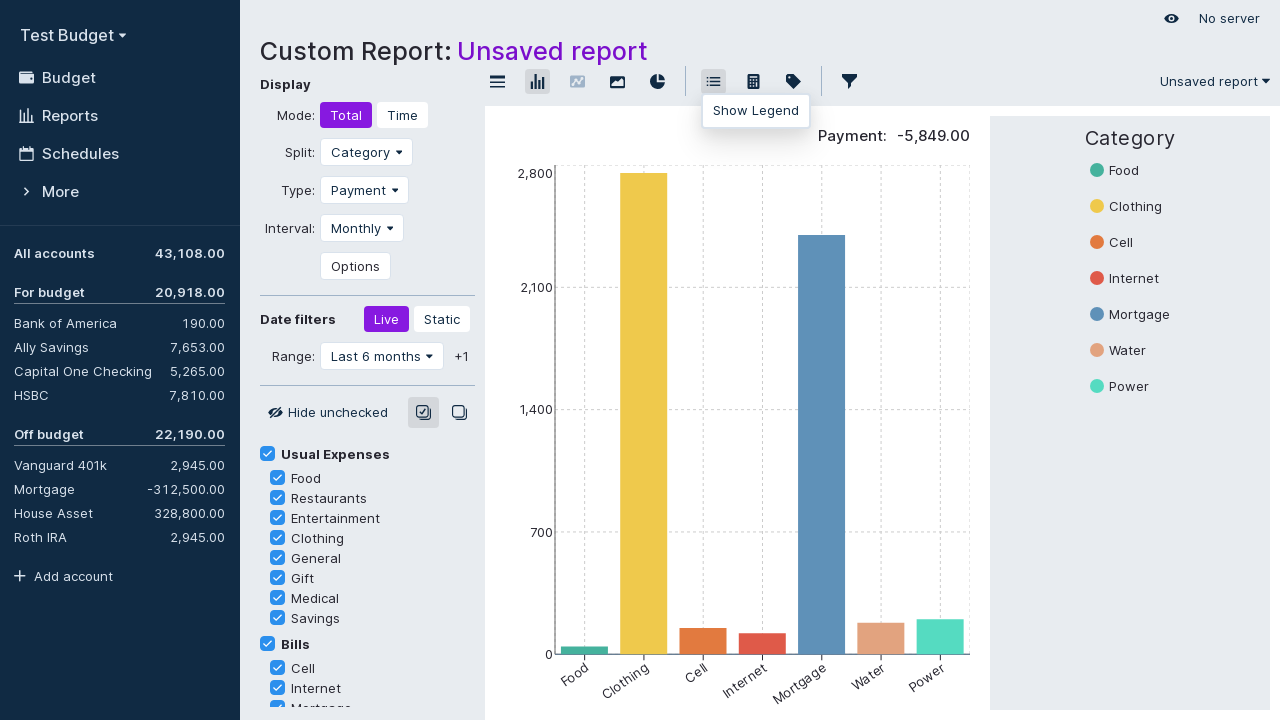 Test Budget
Budget
Reports
Schedules
More
All accounts 43,108.00
For budget 20,918.00
Bank of America 190.00
Ally Savings 7,653.00
Capital One Checking 5,265.00
HSBC 7,810.00
Off budget 22,190.00
Vanguard 401k 2,945.00
Mortgage -312,500.00
House Asset 328,800.00
Roth IRA 2,945.00
Add account
No server
Custom Report: Unsaved report
Display
Mode: Total Time
Split: Category
Type: Payment
Interval: Monthly
Options
Date filters Live Static
Range: Last 6 months +1
Hide unchecked
Usual Expenses
Food
Restaurants
Entertainment
Clothing
General
Gift
Medical
Savings
Bills
Cell
Internet
Mortgage
Unsaved report
Show Legend
Payment: -5,849.00
2,800
2,100
1,400
700
0
Food
Clothing
Cell
Internet
Mortgage
Water
Power
Category
Food
Clothing
Cell
Internet
Mortgage
Water
Power